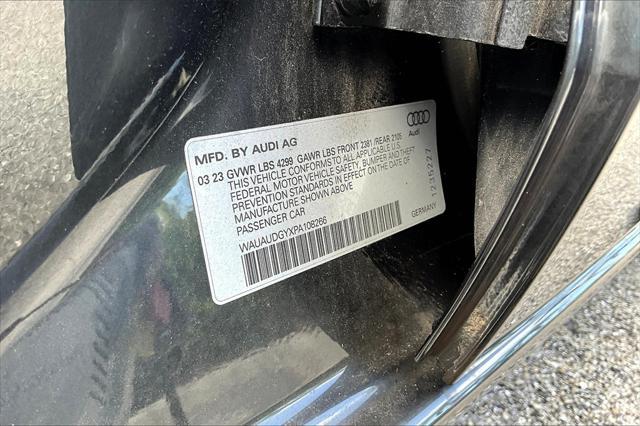 MFD. BY AUDI AG
Audi
03 23 GVWR LBS 4299 GAWR LBS FRONT 2381 /REAR 2105
THIS VEHICLE CONFORMS TO ALL APPLICABLE U.S.
FEDERAL MOTOR VEHICLE SAFETY, BUMPER AND THEFT
PREVENTION STANDARDS IN EFFECT ON THE DATE OF
MANUFACTURE SHOWN ABOVE
PASSENGER CAR
WAUAUDGYXPA106266
GERMANY
1235227